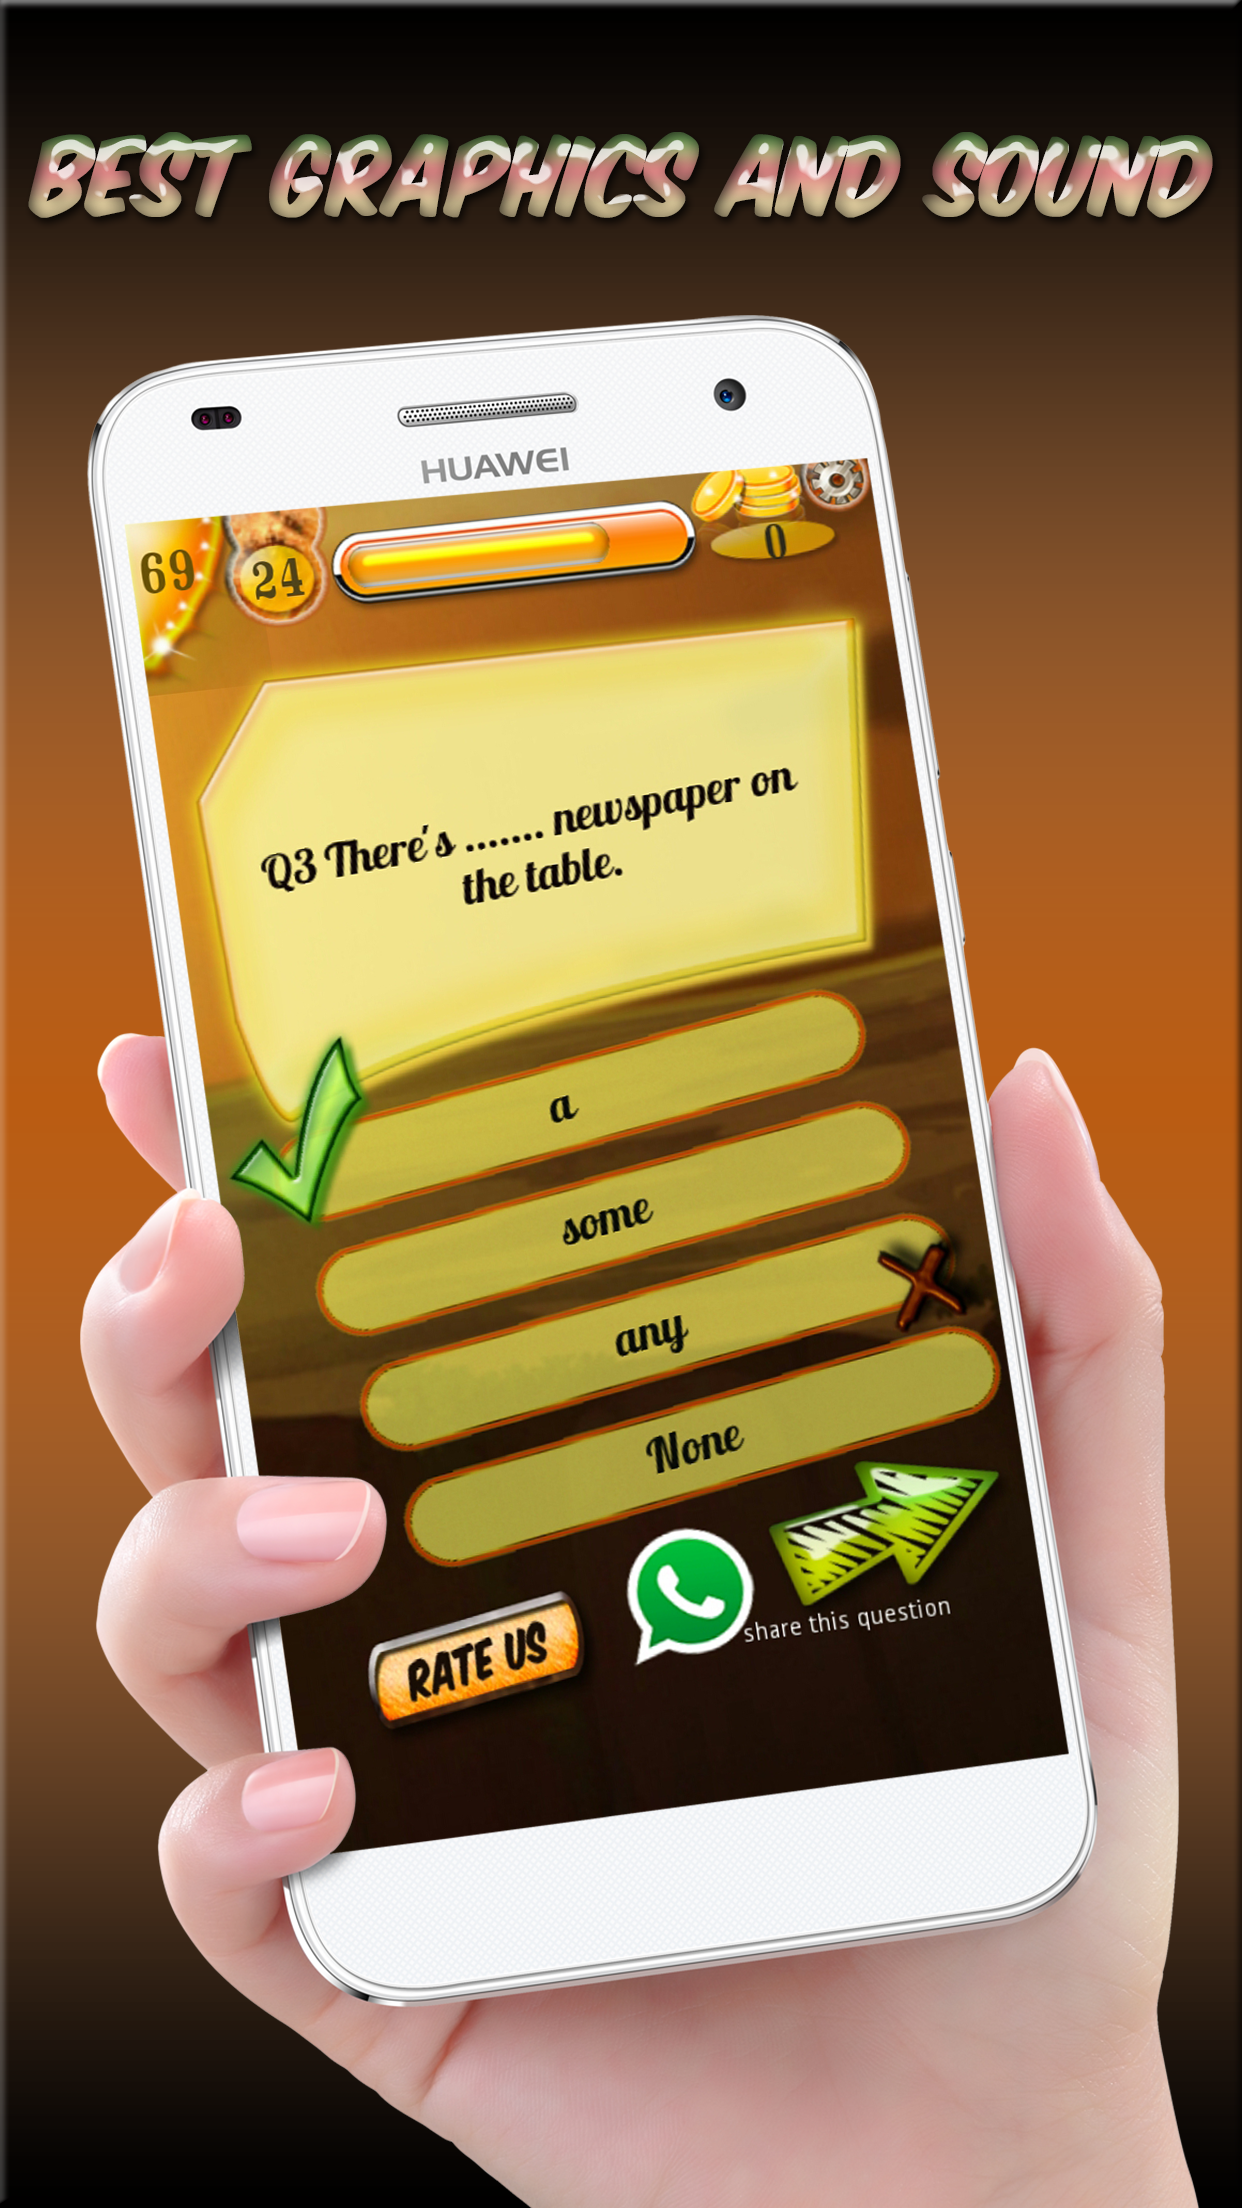 BEST GRAPHICS AND SOUND
HUAWEI
69
24
0
Q3 There's ....... newspaper on
the table.
a
some
any
None
share this question
RATE US